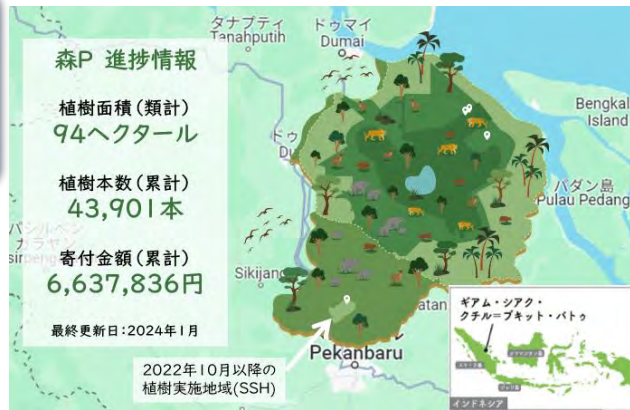 森P 進捗情報
植樹面積(類計)
94ヘクタール
植樹本数(累計)
43,901本
寄付金額(累計)
6,637,836円
最終更新日:2024年1月
タナプティ
Tanahputih
ドゥマイ
Dumai
Bengkal
Island
ドゥ
Du
パダン島
Pulau Padang
Sikijang
2022年10月以降の
植樹実施地域(SSH)
Pekanbaru
ギアム・シアク・
クチル=ブキット・バトゥ
インドネシア